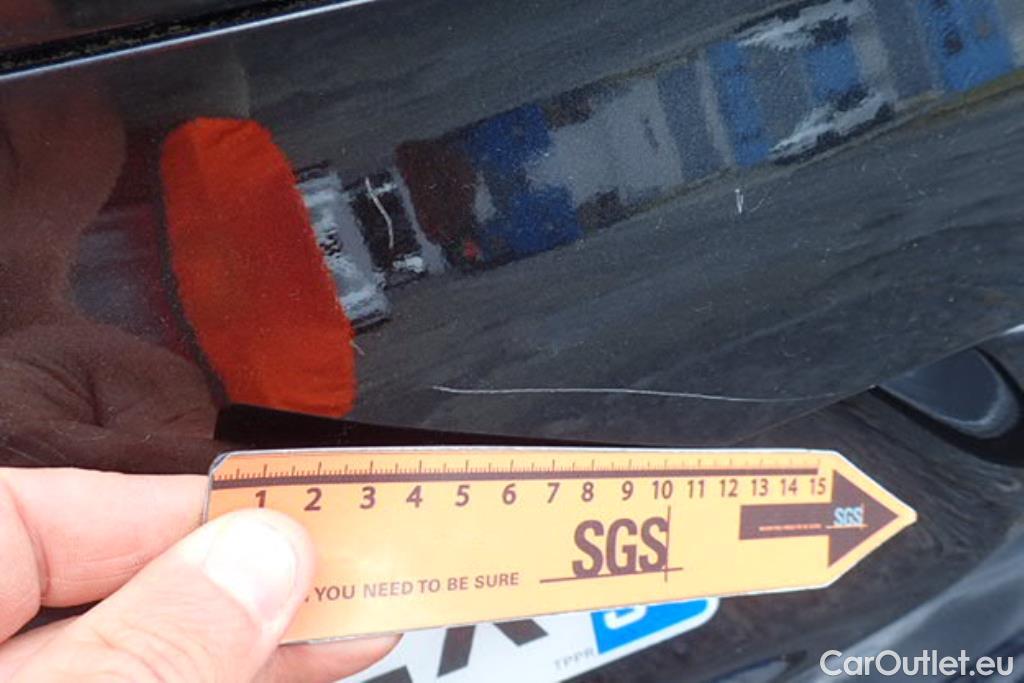 1 2 3 4 5 6 7 8 9 10 11 12 13 14 15
SGS
SGS
YOU NEED TO BE SURE
TPPR
CarOutlet.eu